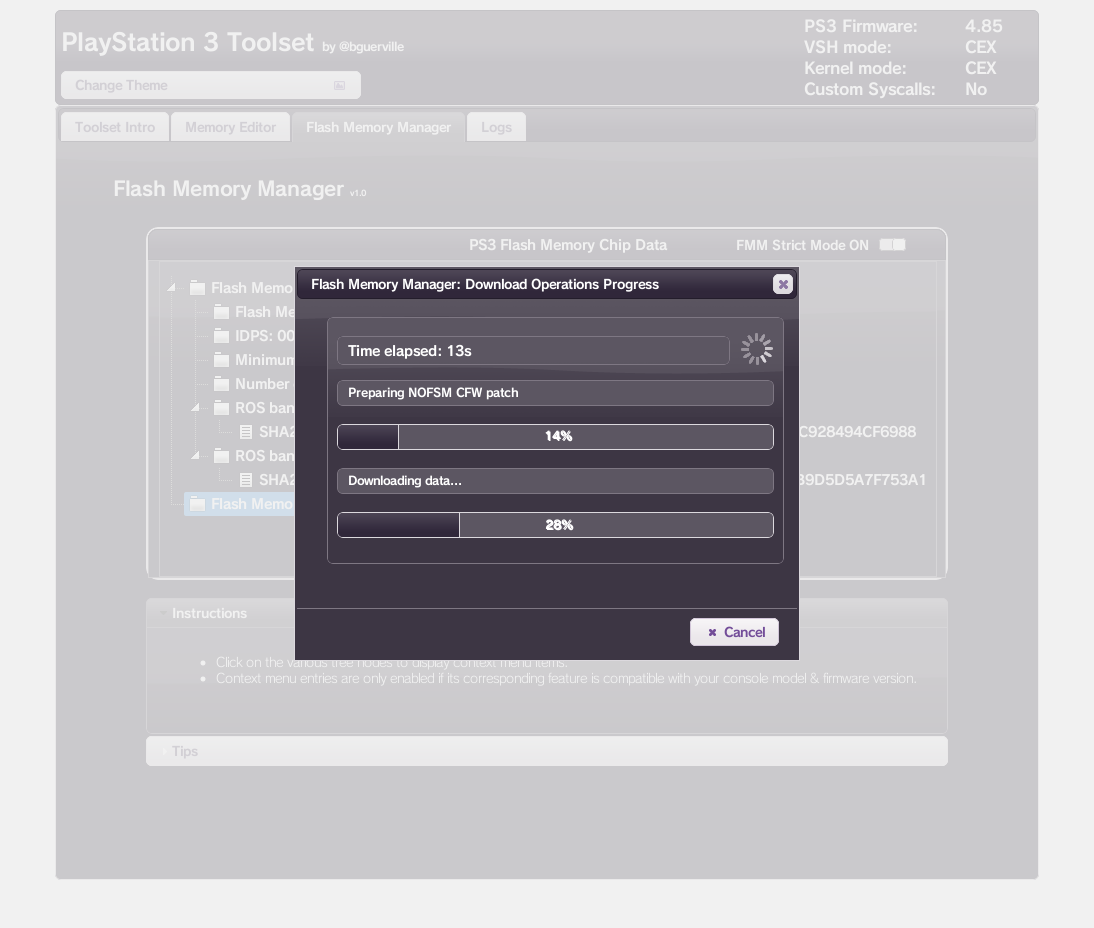 PlayStation 3 Toolset by @bguerville
PS3 Firmware: 4.85
VSH mode: CEX
Kernel mode: CEX
Custom Syscalls: No
Change Theme
Toolset Intro Memory Editor Flash Memory Manager Logs
Flash Memory Manager v1.0
PS3 Flash Memory Chip Data FMM Strict Mode ON
Flash Memo
Flash Me
IDPS: 00
Minimum
Number
ROS ban
SHA2 C928494CF6988
ROS ban
SHA2 39D5D5A7F753A1
Flash Memo
Flash Memory Manager: Download Operations Progress
Time elapsed: 13s
Preparing NOFSM CFW patch
14%
Downloading data...
28%
Cancel
Instructions
Click on the various tree nodes to display context menu items.
Context menu entries are only enabled if its corresponding feature is compatible with your console model & firmware version.
Tips